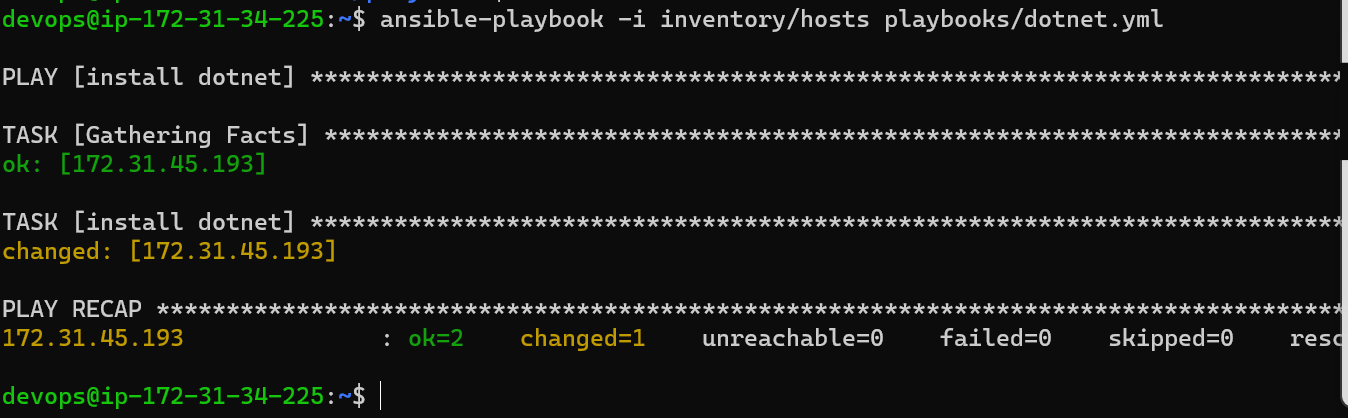 devops@ip-172-31-34-225:~$ ansible-playbook -i inventory/hosts playbooks/dotnet.yml
PLAY [install dotnet] **************************************************************************
TASK [Gathering Facts] *************************************************************************
ok: [172.31.45.193]
TASK [install dotnet] **************************************************************************
changed: [172.31.45.193]
PLAY RECAP *************************************************************************************
172.31.45.193 : ok=2 changed=1 unreachable=0 failed=0 skipped=0 resc
devops@ip-172-31-34-225:~$